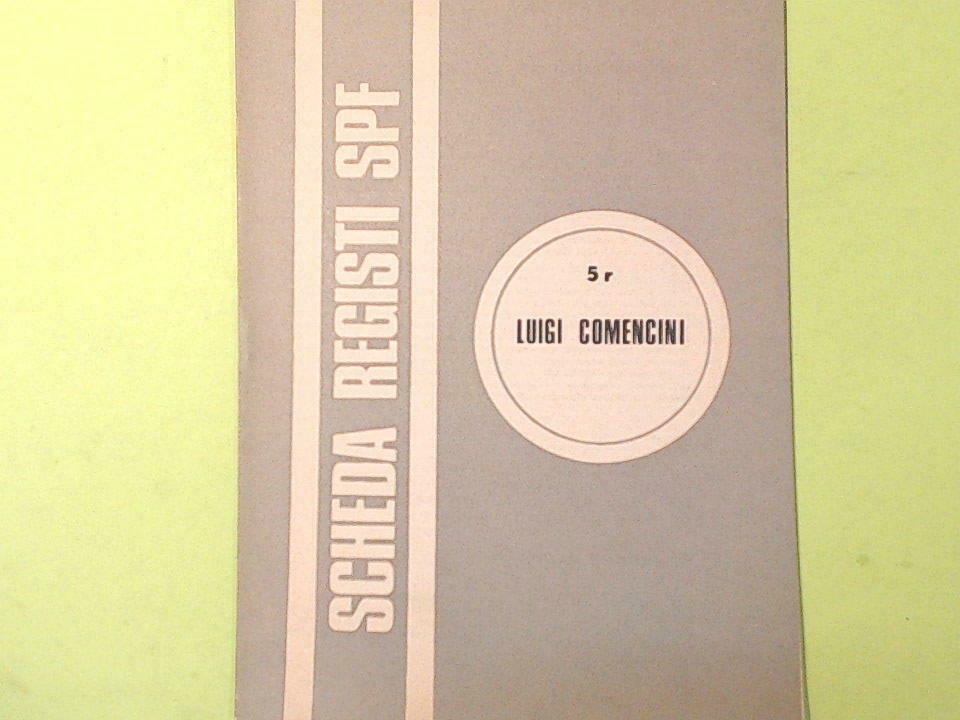 SCHEDA REGISTI SPF
5 r
LUIGI COMENCINI